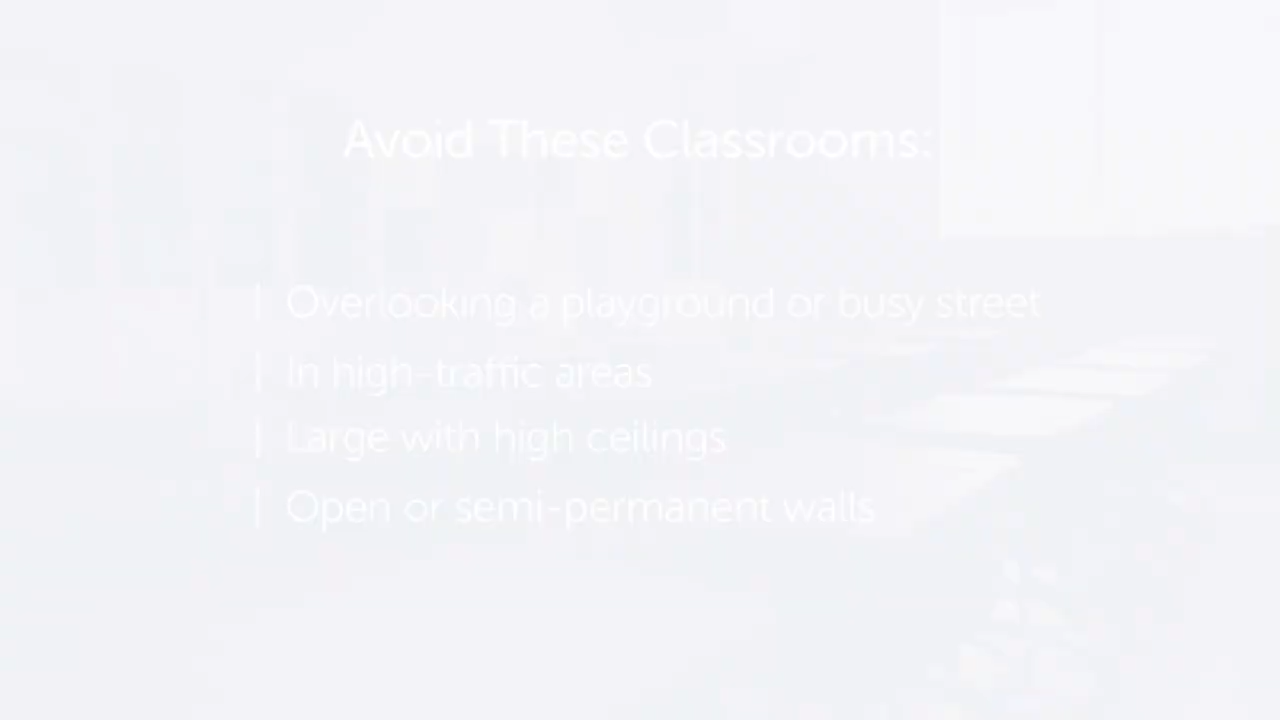 Avoid These Classrooms:
| Overlooking a playground or busy street
| In high-traffic areas
| Large with high ceilings
| Open or semi-permanent walls